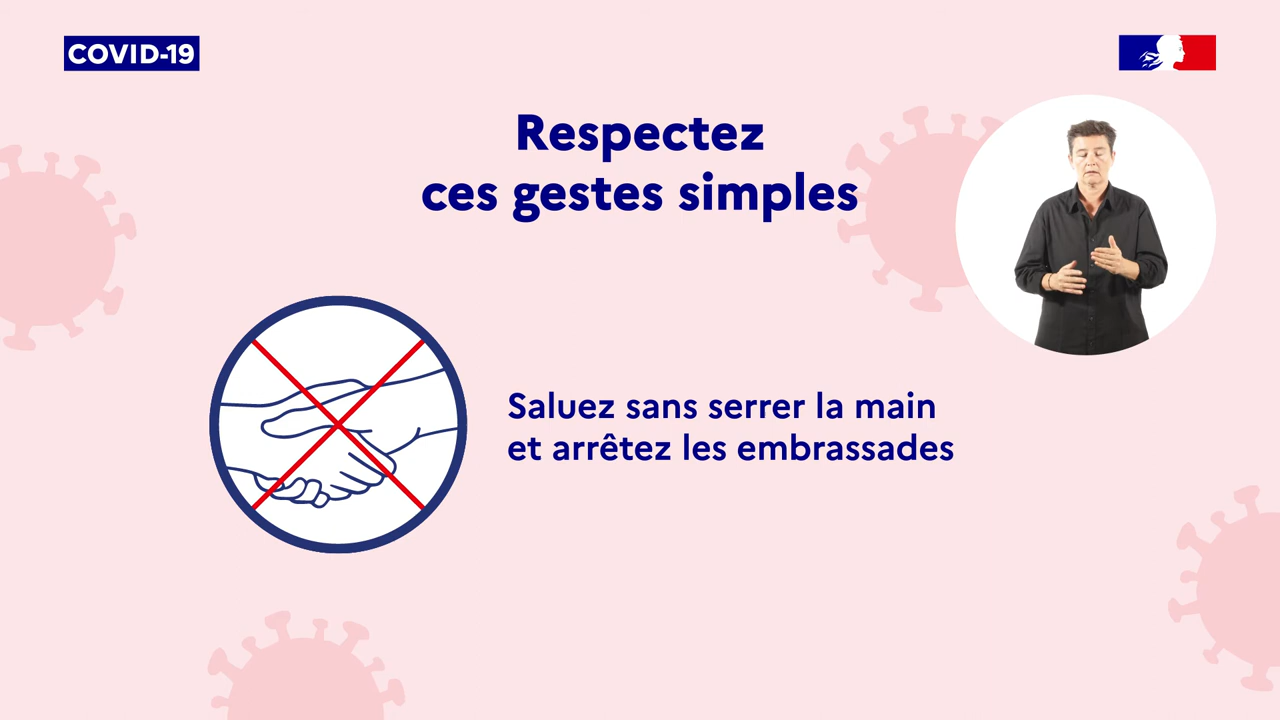 COVID-19
Respectez
ces gestes simples
Saluez sans serrer la main
et arrêtez les embrassades